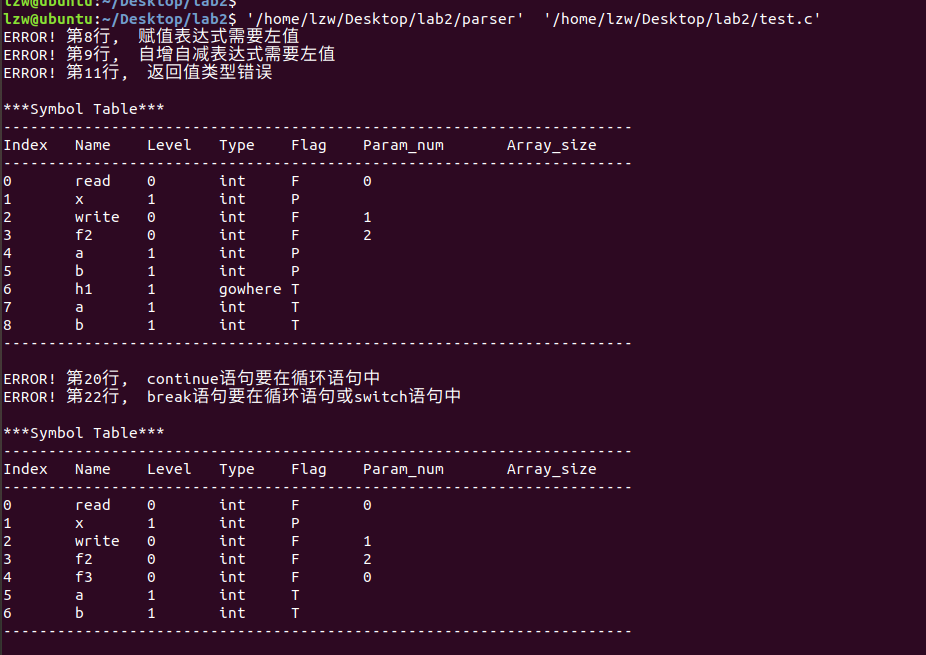 lzw@ubuntu:~/Desktop/lab2$
lzw@ubuntu:~/Desktop/lab2$ '/home/lzw/Desktop/lab2/parser'  '/home/lzw/Desktop/lab2/test.c'
ERROR! 第8行, 赋值表达式需要左值
ERROR! 第9行, 自增自减表达式需要左值
ERROR! 第11行, 返回值类型错误
***Symbol Table***
----------------------------------------------------------------------
Index   Name    Level   Type    Flag    Param_num       Array_size
----------------------------------------------------------------------
0       read    0       int     F       0
1       x       1       int     P
2       write   0       int     F       1
3       f2      0       int     F       2
4       a       1       int     P
5       b       1       int     P
6       h1      1       gowhere T
7       a       1       int     T
8       b       1       int     T
----------------------------------------------------------------------
ERROR! 第20行, continue语句要在循环语句中
ERROR! 第22行, break语句要在循环语句或switch语句中
***Symbol Table***
----------------------------------------------------------------------
Index   Name    Level   Type    Flag    Param_num       Array_size
----------------------------------------------------------------------
0       read    0       int     F       0
1       x       1       int     P
2       write   0       int     F       1
3       f2      0       int     F       2
4       f3      0       int     F       0
5       a       1       int     T
6       b       1       int     T
----------------------------------------------------------------------